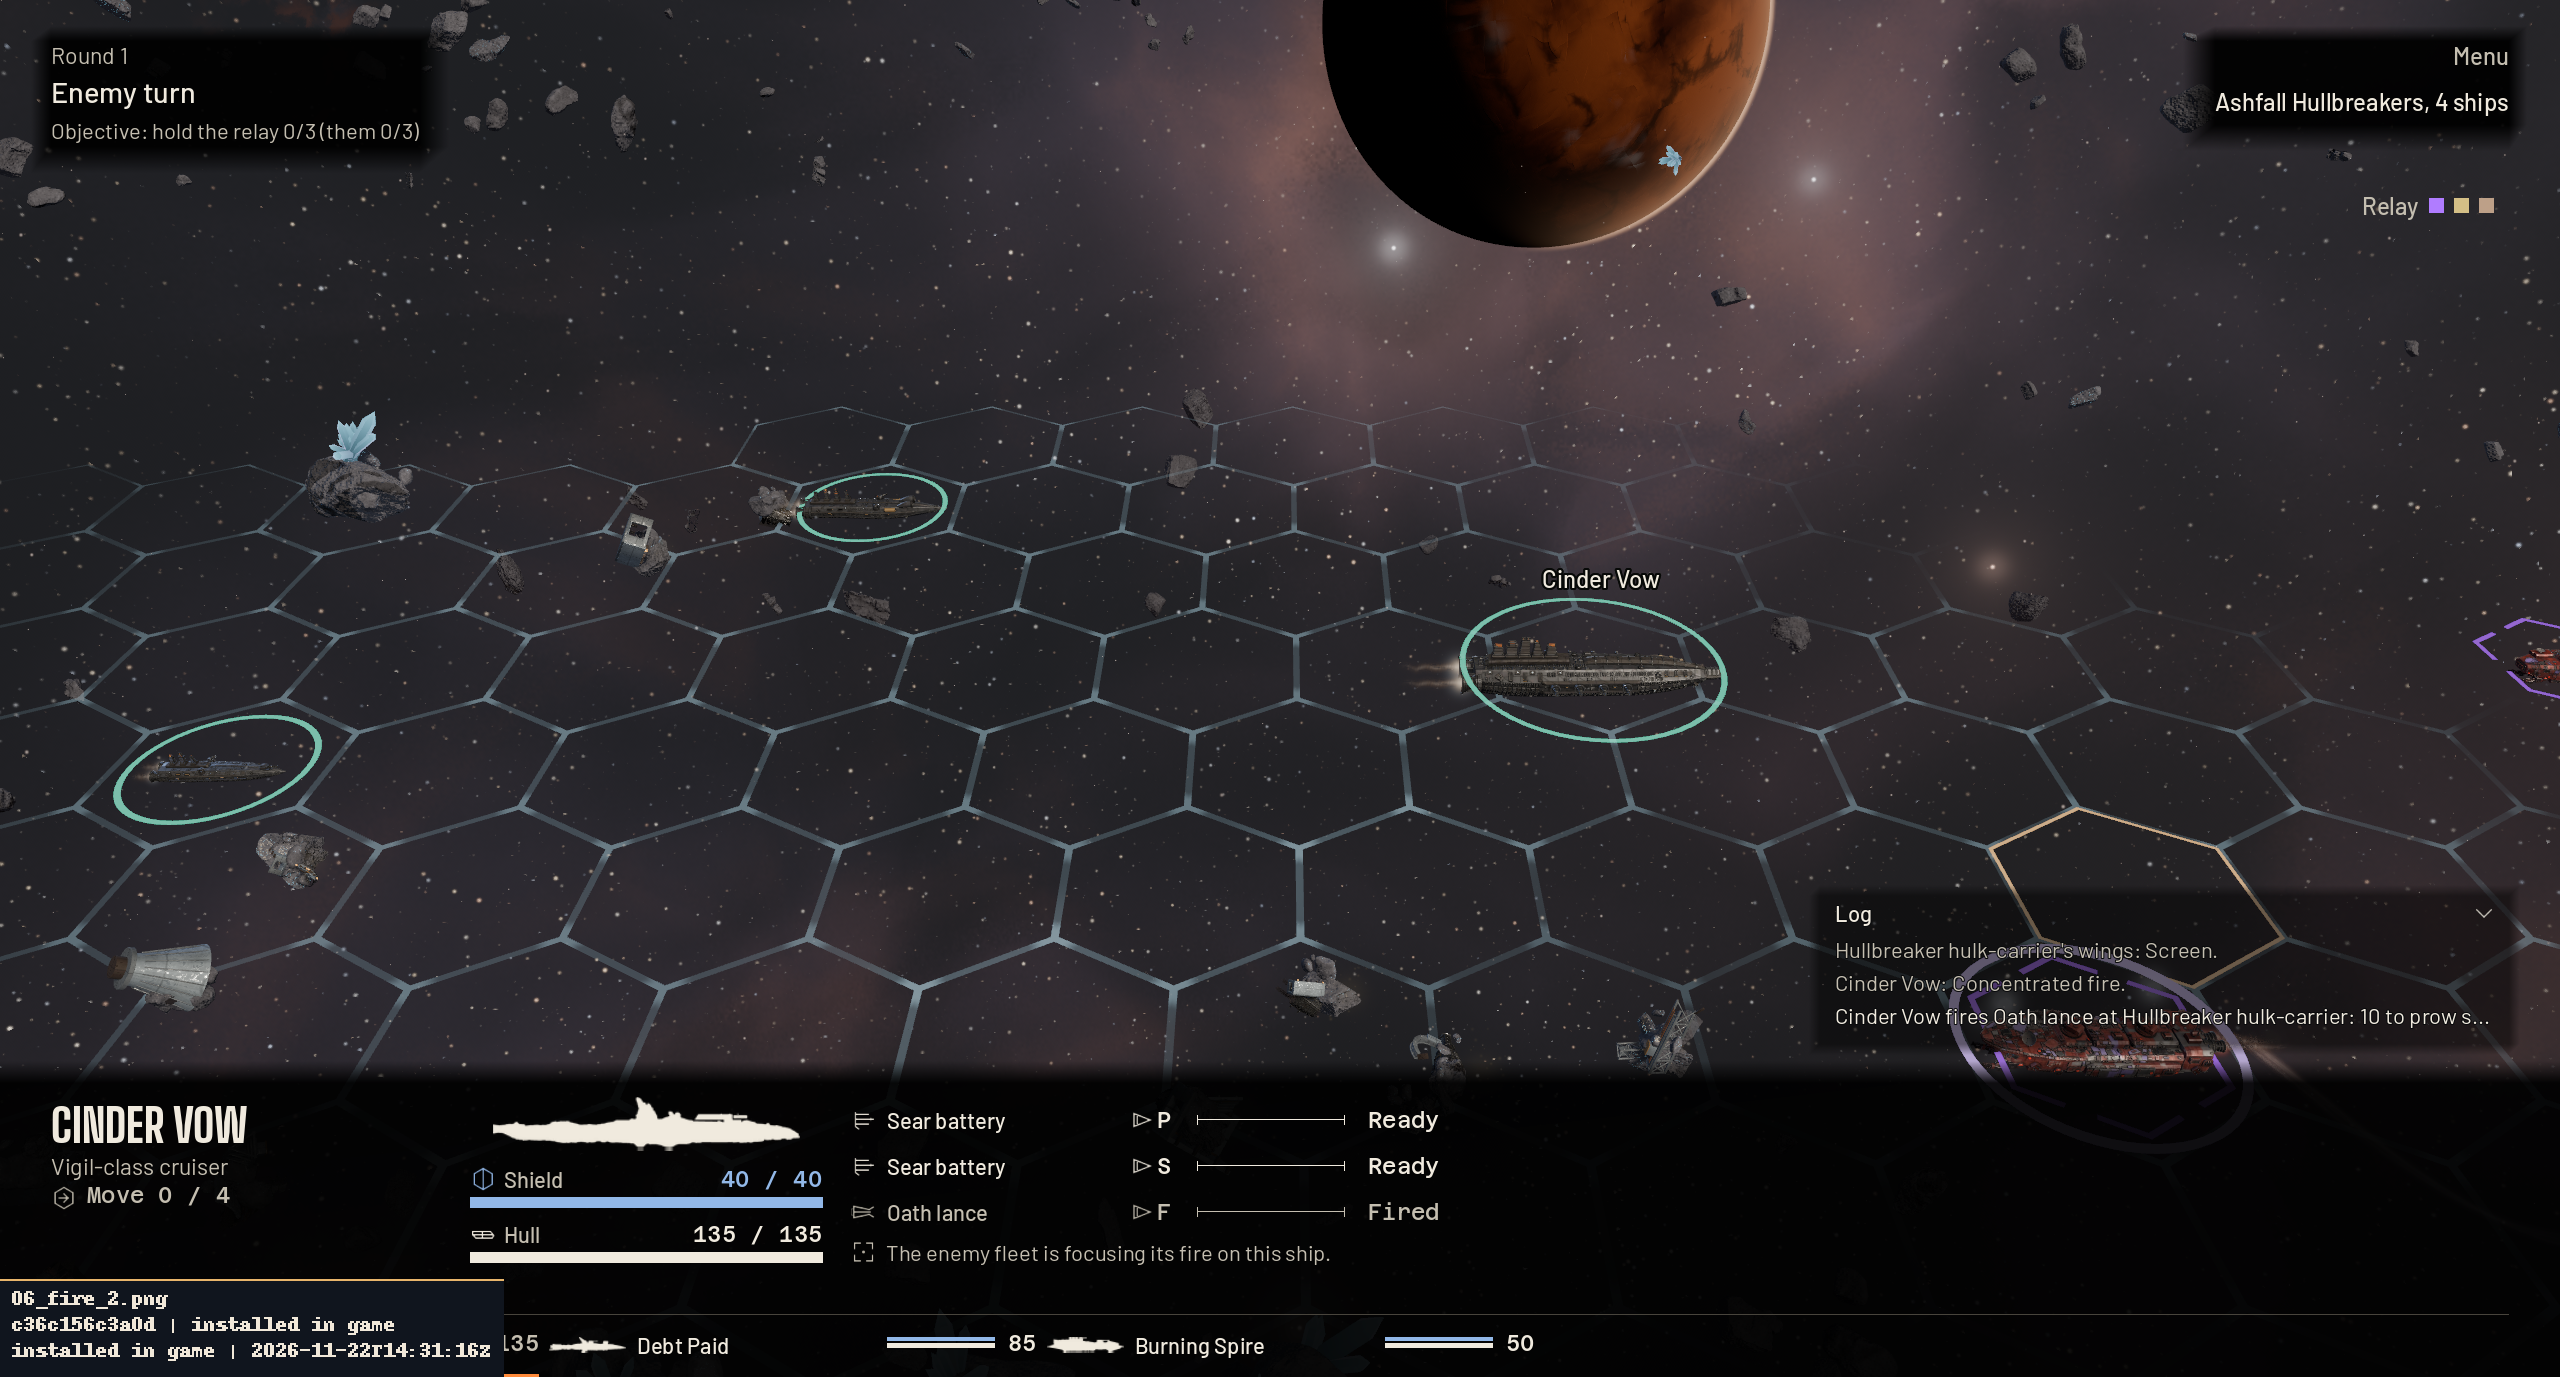 Round 1
Enemy turn
Objective: hold the relay 0/3 (them 0/3)
Menu
Ashfall Hullbreakers, 4 ships
Relay
Cinder Vow
Log
Hullbreaker hulk-carrier's wings: Screen.
Cinder Vow: Concentrated fire.
Cinder Vow fires Oath lance at Hullbreaker hulk-carrier: 10 to prow s...
CINDER VOW
Vigil-class cruiser
Move 0 / 4
Shield 40 / 40
Hull 135 / 135
Sear battery P Ready
Sear battery S Ready
Oath lance F Fired
The enemy fleet is focusing its fire on this ship.
06_fire_2.png
c36c156c3a0d | installed in game
installed in game | 2026-11-22T14:31:16Z
135 Debt Paid 85 Burning Spire 50